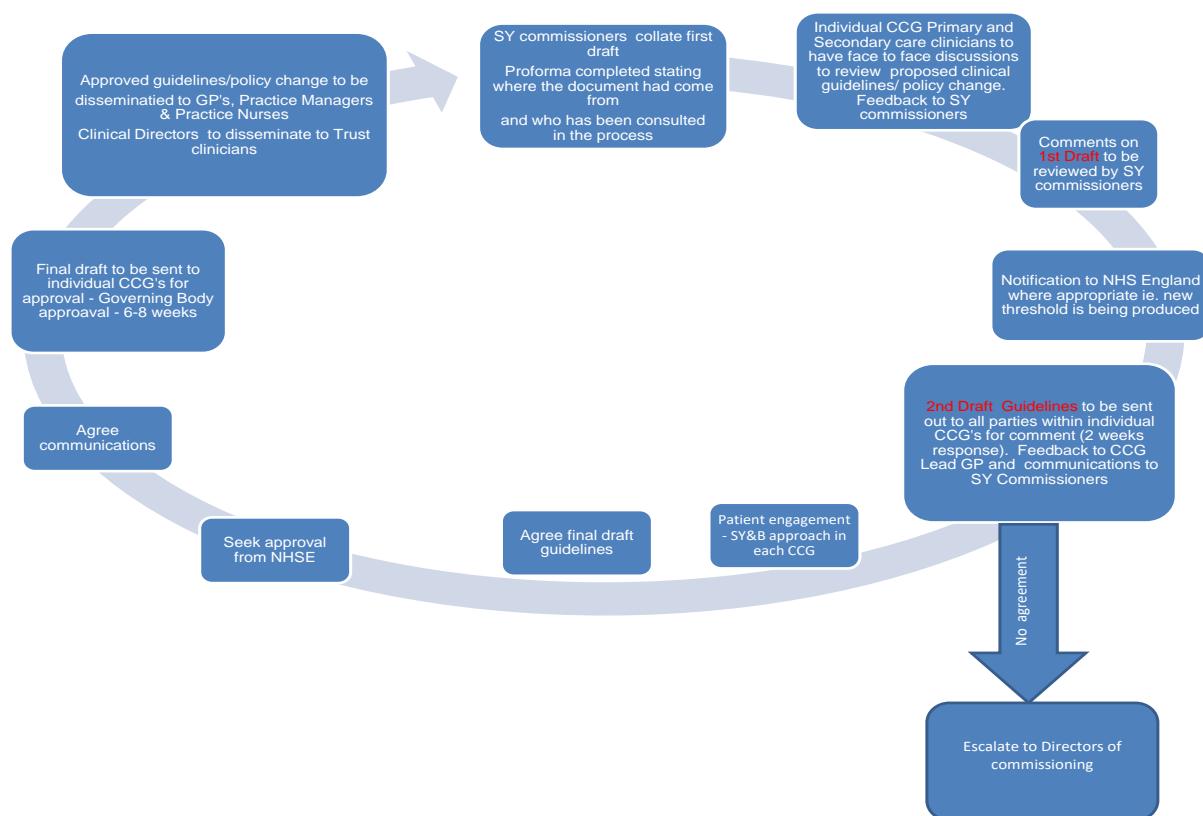 SY commissioners collate first
draft
Proforma completed stating
where the document had come
from
and who has been consulted
in the process
Individual CCG Primary and
Secondary care clinicians to
have face to face discussions
to review proposed clinical
guidelines/ policy change.
Feedback to SY
commissioners
Comments on
1st Draft to be
reviewed by SY
commissioners
Notification to NHS England
where appropriate ie. new
threshold is being produced
2nd Draft Guidelines to be sent
out to all parties within individual
CCG's for comment (2 weeks
response). Feedback to CCG
Lead GP and communications to
SY Commissioners
No agreement
Escalate to Directors of
commissioning
Patient engagement
- SY&B approach in
each CCG
Agree final draft
guidelines
Seek approval
from NHSE
Agree
communications
Final draft to be sent to
individual CCG's for
approval - Governing Body
approaval - 6-8 weeks
Approved guidelines/policy change to be
disseminatied to GP's, Practice Managers
& Practice Nurses
Clinical Directors to disseminate to Trust
clinicians